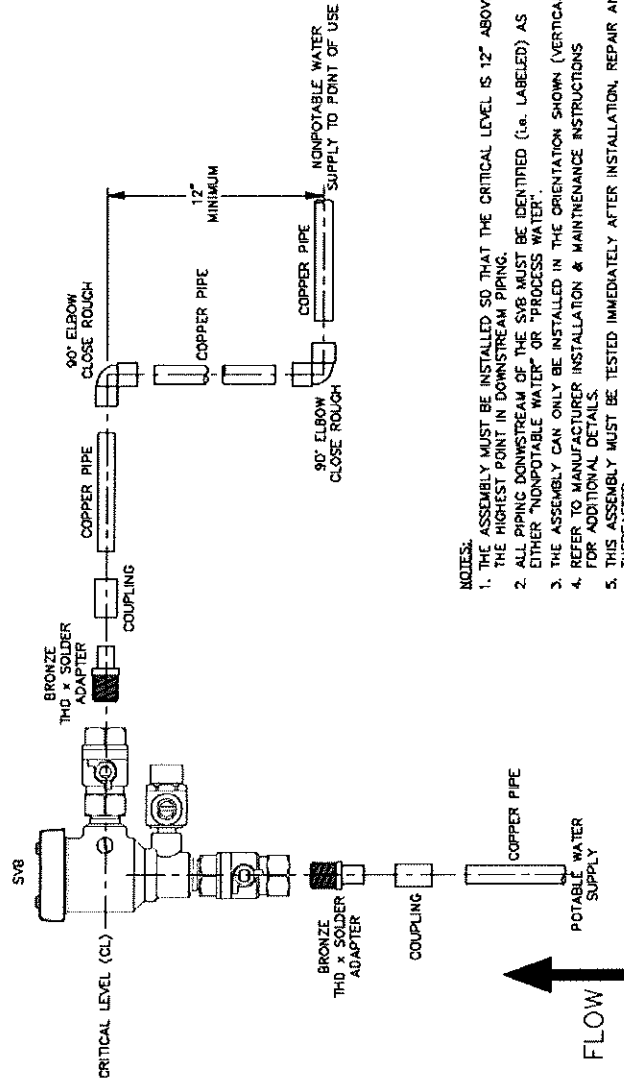 SVB
CRITICAL LEVEL (CL)
BRONZE
THD x SOLDER
ADAPTER
COUPLING
COPPER PIPE
90° ELBOW
CLOSE ROUGH
COPPER PIPE
12"
MINIMUM
90° ELBOW
CLOSE ROUGH
COPPER PIPE
NONPOTABLE WATER
SUPPLY TO POINT OF USE
BRONZE
THD x SOLDER
ADAPTER
COUPLING
COPPER PIPE
POTABLE WATER
SUPPLY
FLOW
NOTES:
1. THE ASSEMBLY MUST BE INSTALLED SO THAT THE CRITICAL LEVEL IS 12" ABOV
THE HIGHEST POINT IN DOWNSTREAM PIPING.
2. ALL PIPING DONWSTREAM OF THE SVB MUST BE IDENTIFIED (i.e. LABELED) AS
EITHER "NONPOTABLE WATER" OR "PROCESS WATER".
3. THE ASSEMBLY CAN ONLY BE INSTALLED IN THE ORIENTATION SHOWN (VERTICA
4. REFER TO MANUFACTURER INSTALLATION & MAINTNENANCE INSTRUCTIONS
FOR ADDITIONAL DETAILS.
5. THIS ASSEMBLY MUST BE TESTED IMMEDIATELY AFTER INSTALLATION, REPAIR AN